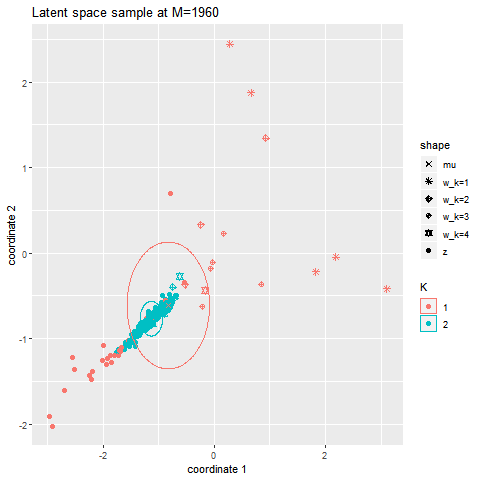 Latent space sample at M=1960
coordinate 2
2
1
0
-1
-2
-2
0
2
coordinate 1
shape
mu
w_k=1
w_k=2
w_k=3
w_k=4
z
K
1
2